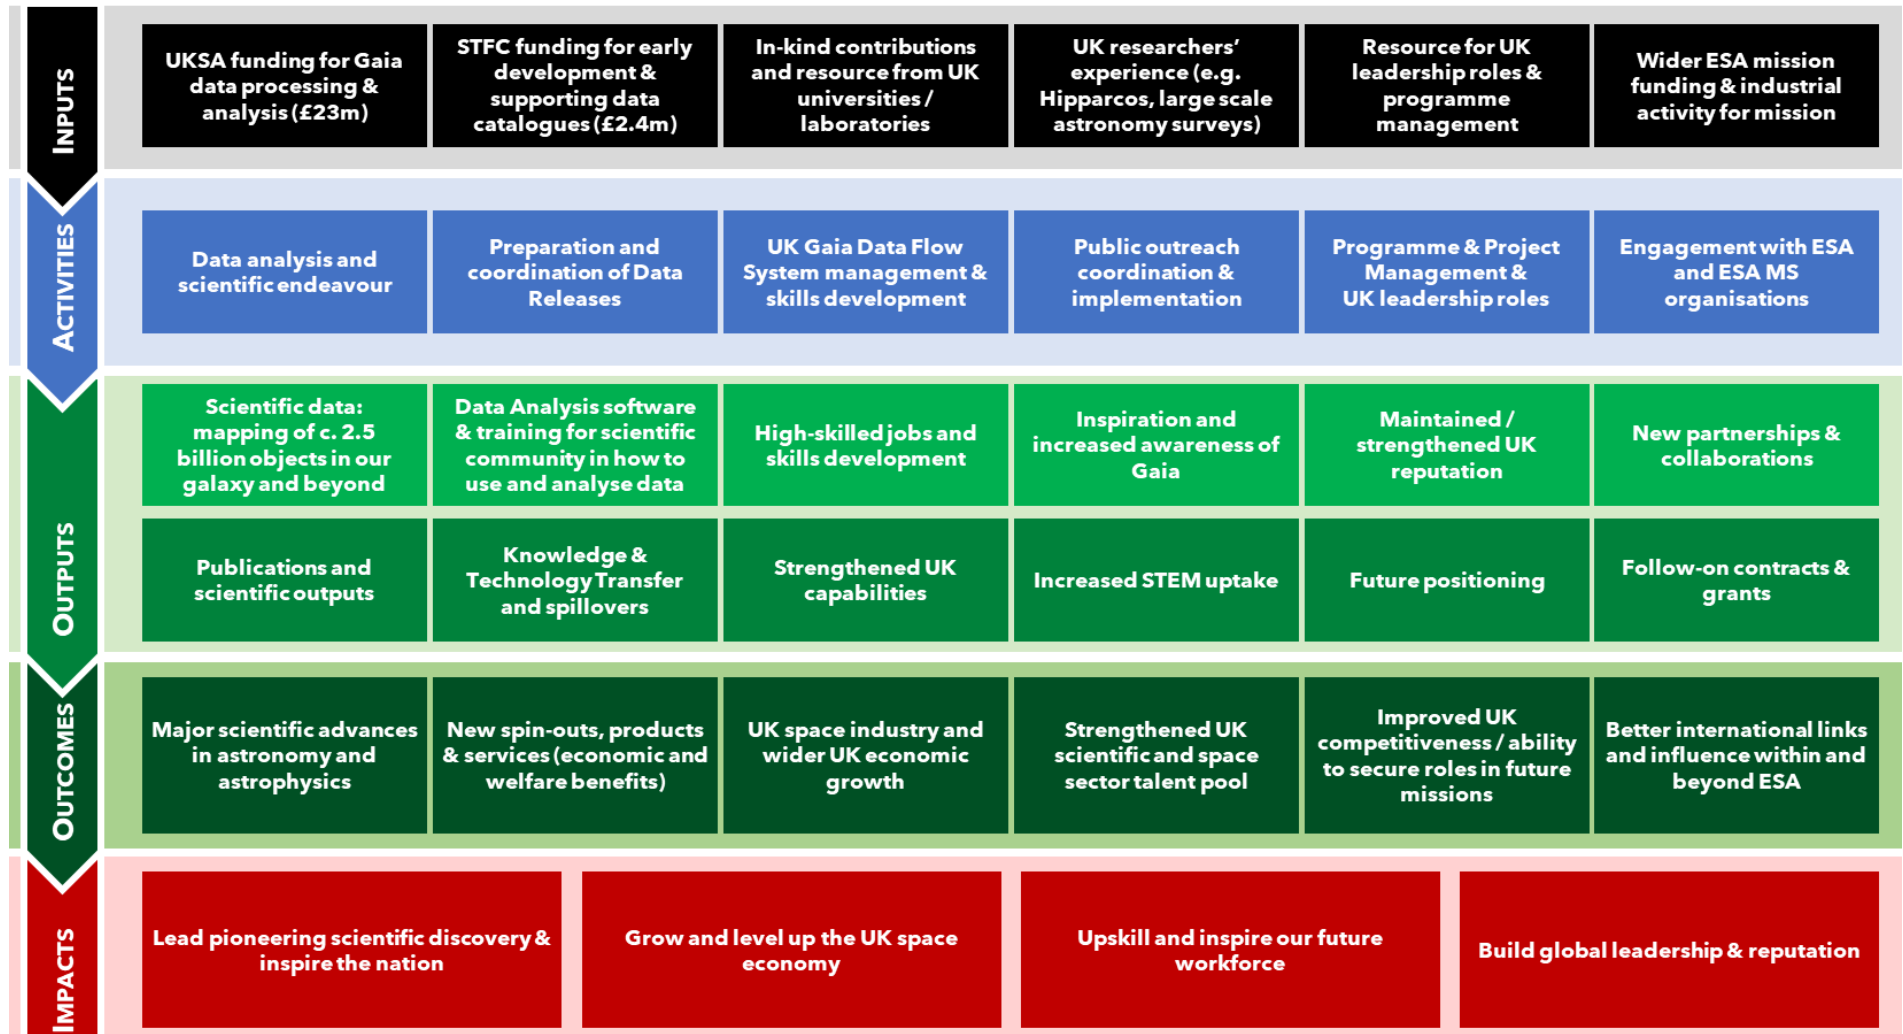 INPUTS
UKSA funding for Gaia
data processing &
analysis (£23m)
STFC funding for early
development &
supporting data
catalogues (£2.4m)
In-kind contributions
and resource from UK
universities /
laboratories
UK researchers’
experience (e.g.
Hipparcos, large scale
astronomy surveys)
Resource for UK
leadership roles &
programme
management
Wider ESA mission
funding & industrial
activity for mission
ACTIVITIES
Data analysis and
scientific endeavour
Preparation and
coordination of Data
Releases
UK Gaia Data Flow
System management &
skills development
Public outreach
coordination &
implementation
Programme & Project
Management &
UK leadership roles
Engagement with ESA
and ESA MS
organisations
OUTPUTS
Scientific data:
mapping of c. 2.5
billion objects in our
galaxy and beyond
Data Analysis software
& training for scientific
community in how to
use and analyse data
High-skilled jobs and
skills development
Inspiration and
increased awareness of
Gaia
Maintained /
strengthened UK
reputation
New partnerships &
collaborations
Publications and
scientific outputs
Knowledge &
Technology Transfer
and spillovers
Strengthened UK
capabilities
Increased STEM uptake
Future positioning
Follow-on contracts &
grants
OUTCOMES
Major scientific advances
in astronomy and
astrophysics
New spin-outs, products
& services (economic and
welfare benefits)
UK space industry and
wider UK economic
growth
Strengthened UK
scientific and space
sector talent pool
Improved UK
competitiveness / ability
to secure roles in future
missions
Better international links
and influence within and
beyond ESA
IMPACTS
Lead pioneering scientific discovery &
inspire the nation
Grow and level up the UK space
economy
Upskill and inspire our future
workforce
Build global leadership & reputation